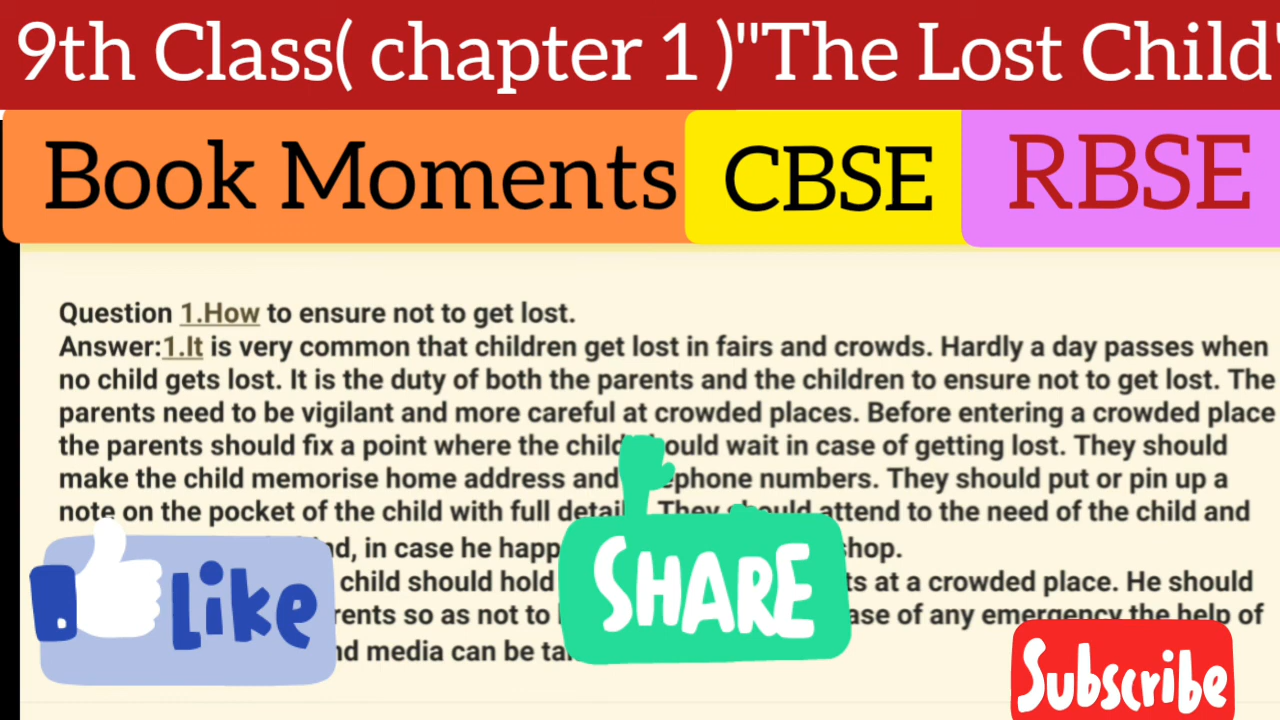 9th Class( chapter 1 )"The Lost Child"
Book Moments CBSE RBSE
Question 1.How to ensure not to get lost.
Answer:1.It is very common that children get lost in fairs and crowds. Hardly a day passes when
no child gets lost. It is the duty of both the parents and the children to ensure not to get lost. The
parents need to be vigilant and more careful at crowded places. Before entering a crowded place
the parents should fix a point where the child should wait in case of getting lost. They should
make the child memorise home address and telephone numbers. They should put or pin up a
note on the pocket of the child with full details. They should attend to the need of the child and
in case he shop.
child should hold at a crowded place. He should
so as not to of any emergency the help of
media can be
Like
SHARE
Subscribe